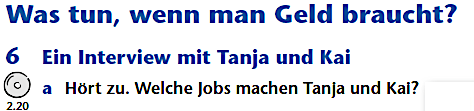 Was tun, wenn man Geld braucht?
6 Ein Interview mit Tanja und Kai
a Hört zu. Welche Jobs machen Tanja und Kai?
2.20